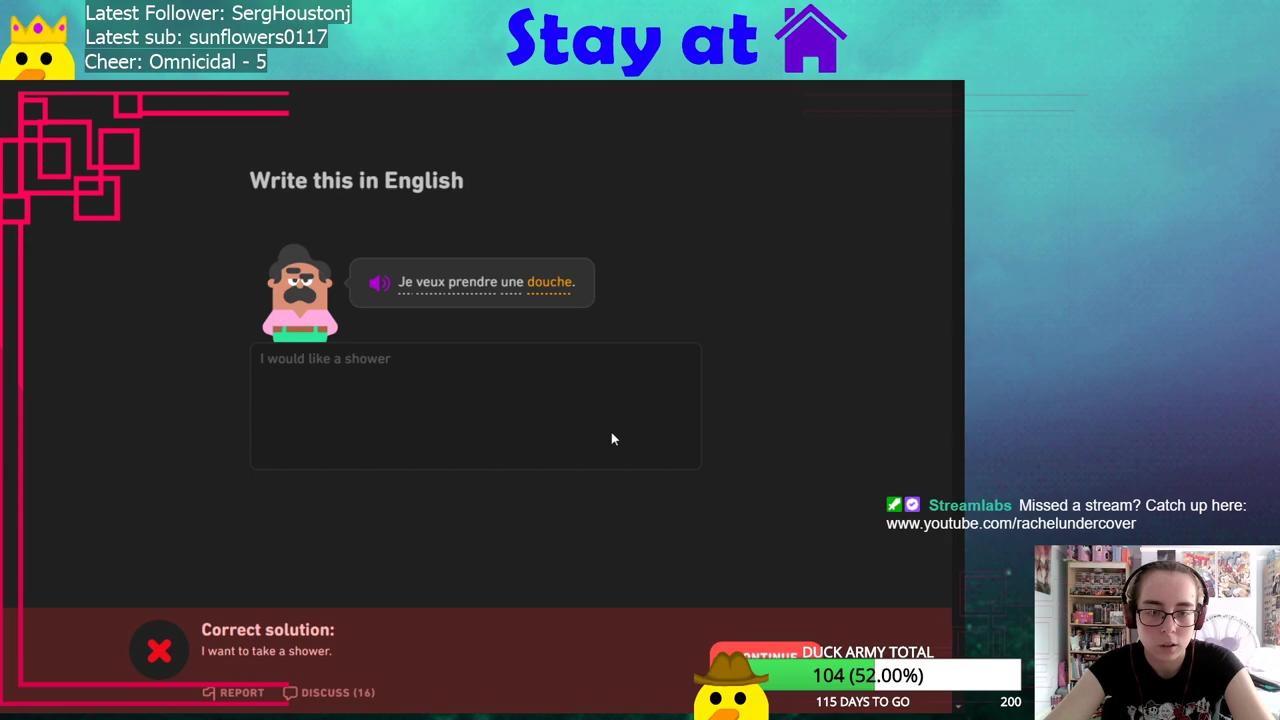 Latest Follower: SergHoustonj
Latest sub: sunflowers0117
Cheer: Omnicidal - 5
Stay at
Write this in English
Je veux prendre une douche.
I would like a shower
Streamlabs Missed a stream? Catch up here:
www.youtube.com/rachelundercover
Correct solution:
I want to take a shower.
CONTINUE
DUCK ARMY TOTAL
104 (52.00%)
115 DAYS TO GO
200
REPORT
DISCUSS (16)